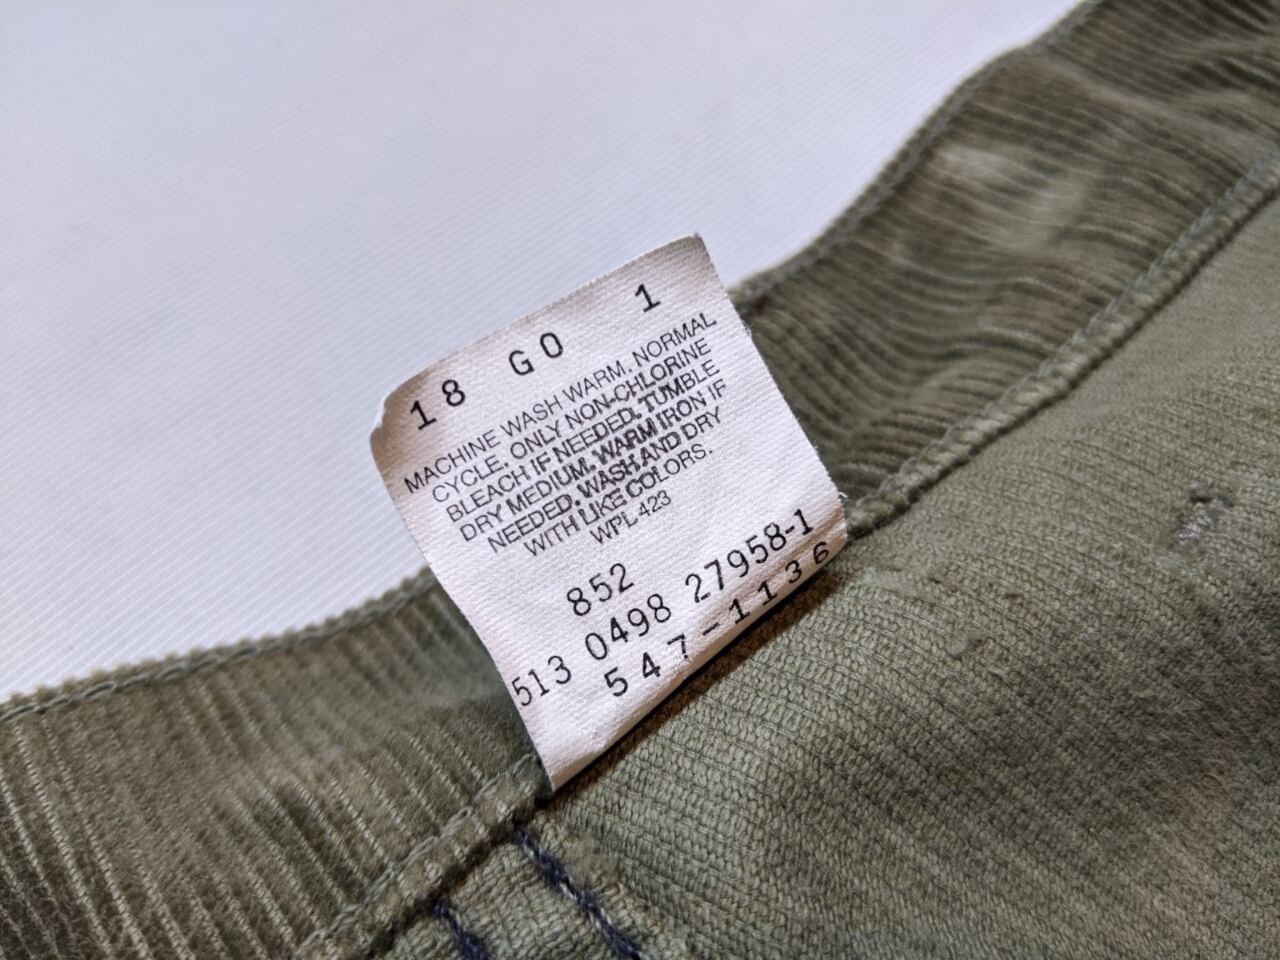 18 GO 1
MACHINE WASH WARM, NORMAL
CYCLE. ONLY NON-CHLORINE
BLEACH IF NEEDED. TUMBLE
DRY MEDIUM. WARM IRON IF
NEEDED. WASH AND DRY
WITH LIKE COLORS.
WPL 423
852
513 0498 27958-1
547-1136